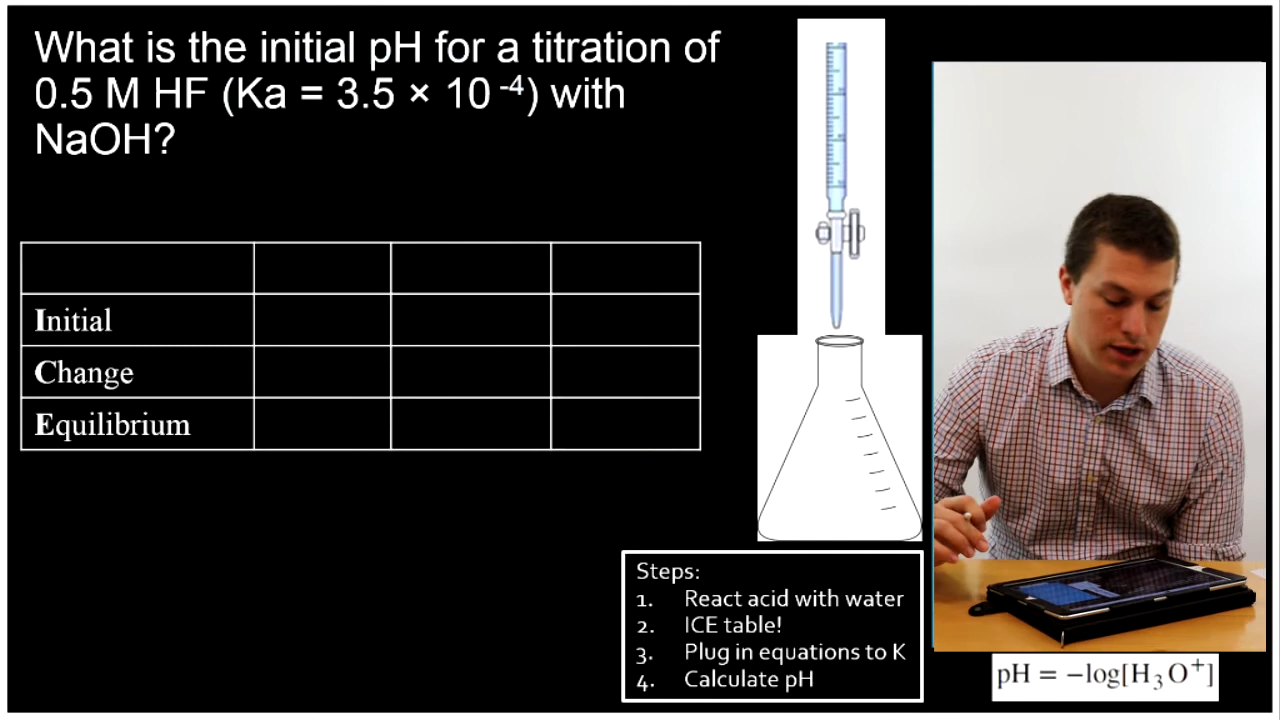 What is the initial pH for a titration of
0.5 M HF (Ka = 3.5 × 10 -4) with
NaOH?
Initial
Change
Equilibrium
Steps:
1. React acid with water
2. ICE table!
3. Plug in equations to K
4. Calculate pH
pH = −log[H₃O⁺]